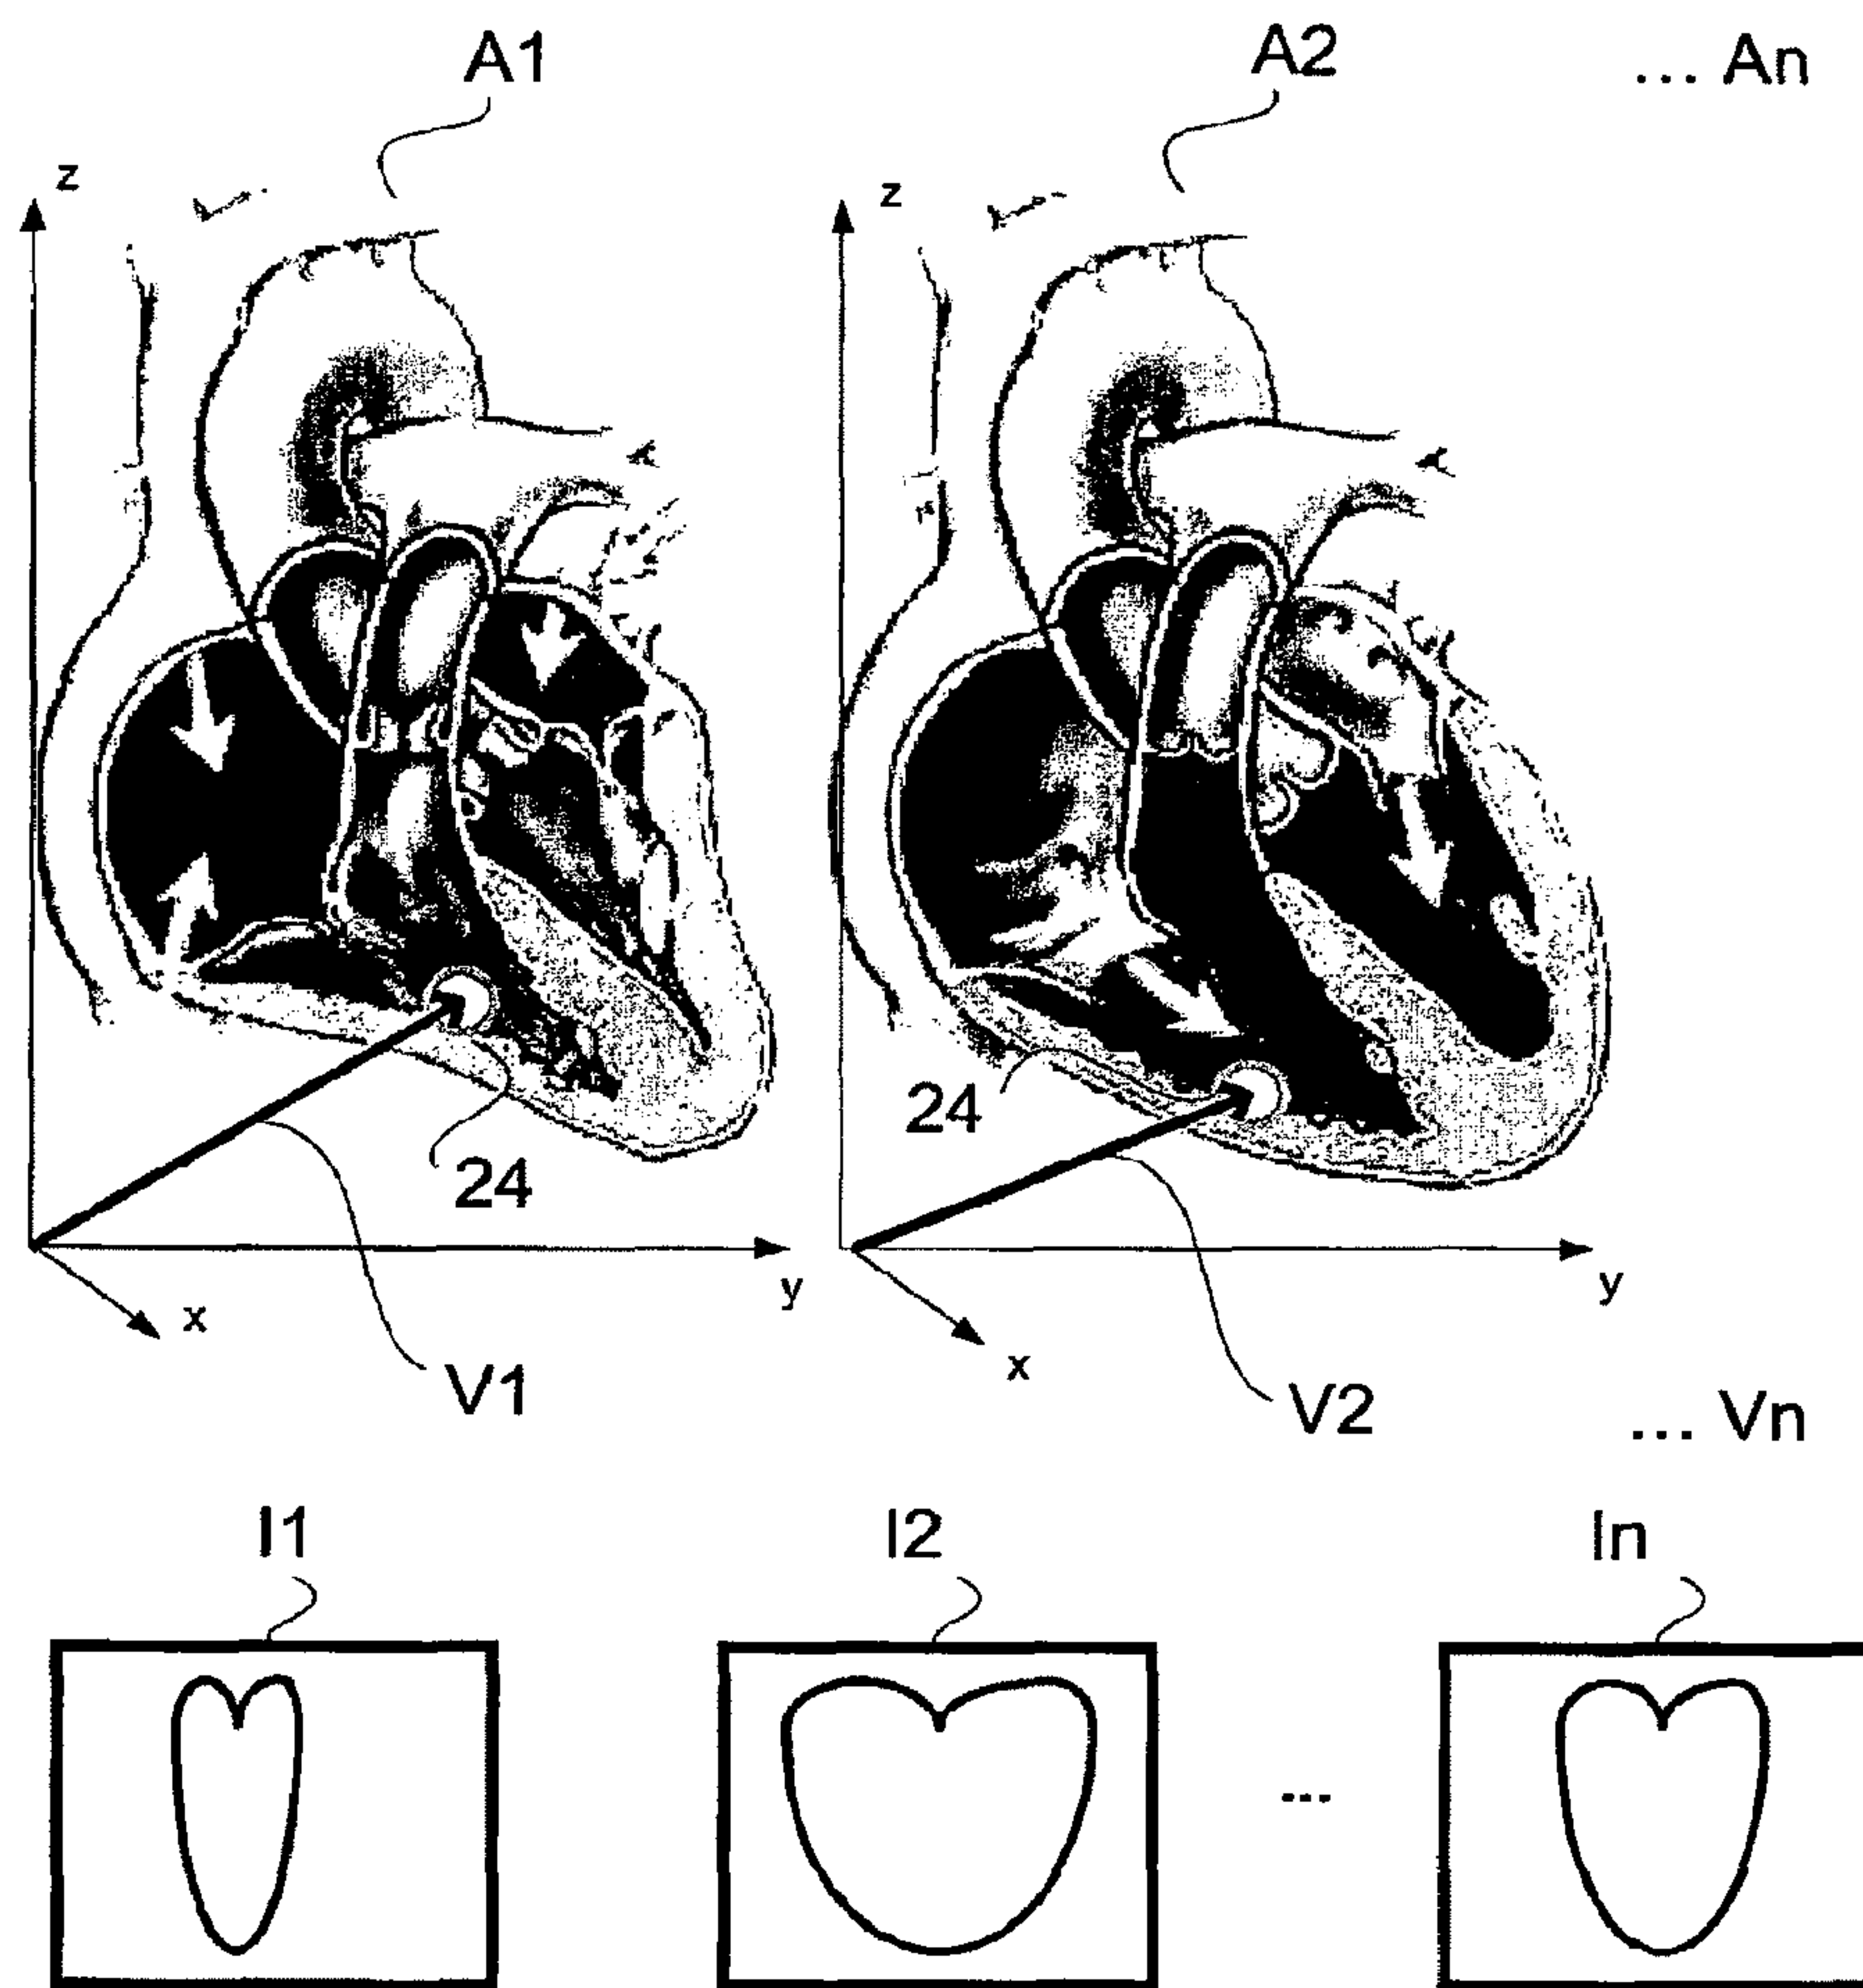 A1 A2 ... An
z z
24
24
y y
x x
V1 V2 ... Vn
I1 I2 In
...